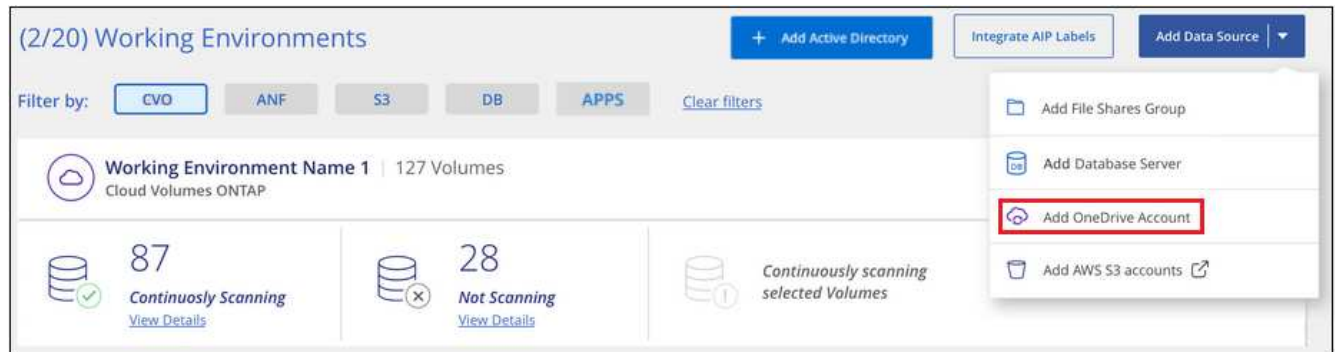 (2/20) Working Environments
+ Add Active Directory
Integrate AIP Labels
Add Data Source
Filter by:
CVO
ANF
S3
DB
APPS
Clear filters
Add File Shares Group
DB
Add Database Server
Add OneDrive Account
Add AWS S3 accounts
Working Environment Name 1 | 127 Volumes
Cloud Volumes ONTAP
87
Continuosly Scanning
View Details
28
Not Scanning
View Details
Continuously scanning
selected Volumes